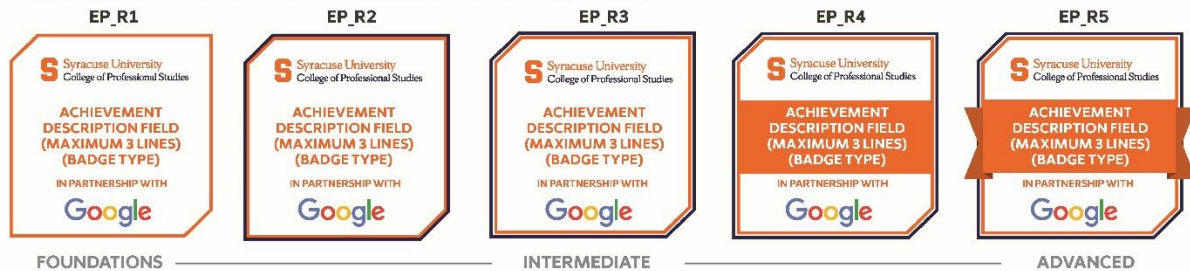 EP_R1
EP_R2
EP_R3
EP_R4
EP_R5
S Syracuse University
College of Professional Studies
ACHIEVEMENT
DESCRIPTION FIELD
(MAXIMUM 3 LINES)
(BADGE TYPE)
IN PARTNERSHIP WITH
Google
S Syracuse University
College of Professional Studies
ACHIEVEMENT
DESCRIPTION FIELD
(MAXIMUM 3 LINES)
(BADGE TYPE)
IN PARTNERSHIP WITH
Google
S Syracuse University
College of Professional Studies
ACHIEVEMENT
DESCRIPTION FIELD
(MAXIMUM 3 LINES)
(BADGE TYPE)
IN PARTNERSHIP WITH
Google
S Syracuse University
College of Professional Studies
ACHIEVEMENT
DESCRIPTION FIELD
(MAXIMUM 3 LINES)
(BADGE TYPE)
IN PARTNERSHIP WITH
Google
S Syracuse University
College of Professional Studies
ACHIEVEMENT
DESCRIPTION FIELD
(MAXIMUM 3 LINES)
(BADGE TYPE)
IN PARTNERSHIP WITH
Google
FOUNDATIONS
INTERMEDIATE
ADVANCED